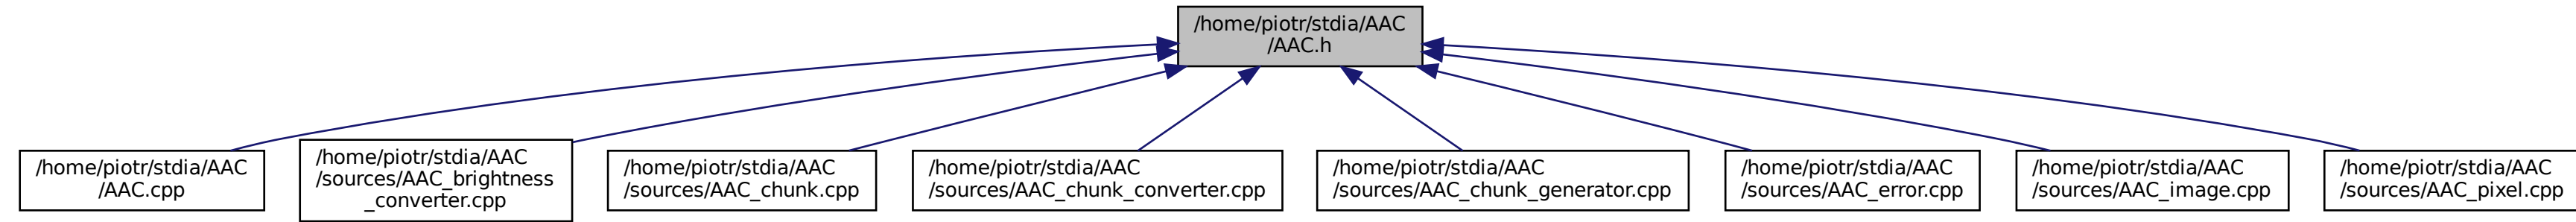 /home/piotr/stdia/AAC
/AAC.h
/home/piotr/stdia/AAC
/AAC.cpp
/home/piotr/stdia/AAC
/sources/AAC_brightness
_converter.cpp
/home/piotr/stdia/AAC
/sources/AAC_chunk.cpp
/home/piotr/stdia/AAC
/sources/AAC_chunk_converter.cpp
/home/piotr/stdia/AAC
/sources/AAC_chunk_generator.cpp
/home/piotr/stdia/AAC
/sources/AAC_error.cpp
/home/piotr/stdia/AAC
/sources/AAC_image.cpp
/home/piotr/stdia/AAC
/sources/AAC_pixel.cpp